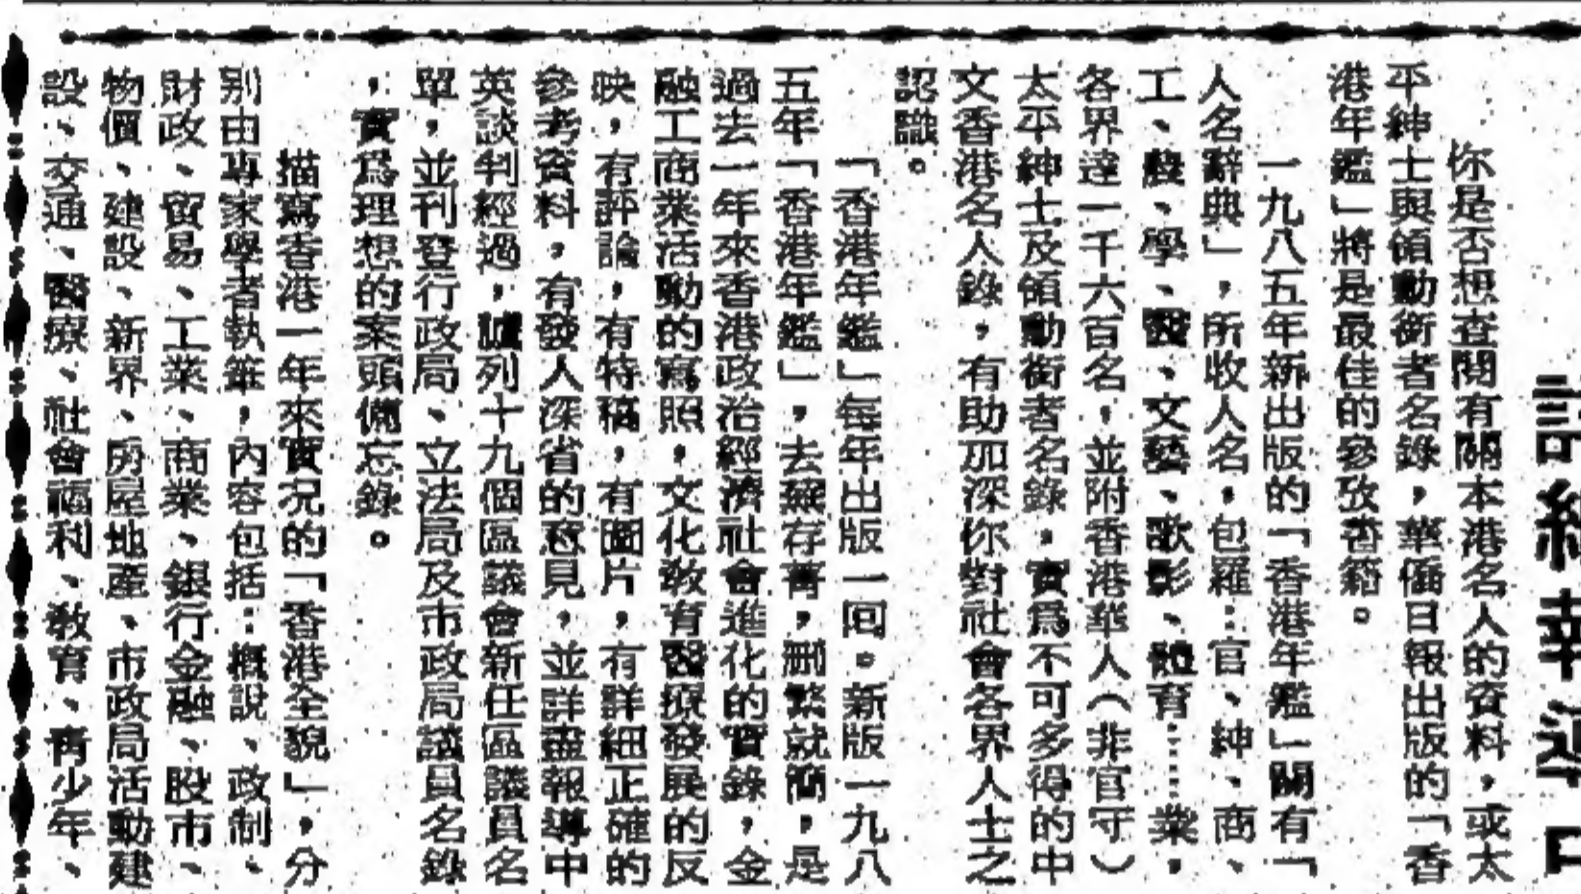 詳細報道
你是否想查閱有關本港名人的資料，或太
平紳士與領勳銜者名錄，華僑日報出版的「香
港年鑑」將是最佳的參攷書籍。
一九八五年新出版的「香港年鑑」闢有「
人名辭典」，所收人名，包羅：官、紳、商、
工、農、學、醫、文藝、歌影、體育……業，
各界達一千六百名，並附香港華人（非官守）
太平紳士及領勳銜者名錄，實爲不可多得的中
文香港名人錄，有助加深你對社會各界人士之
認識。
「香港年鑑」每年出版一回。新版一九八
五年「香港年鑑」，去蕪存菁，刪繁就簡，是
過去一年來香港政治經濟社會進化的實錄，金
融工商業活動的寫照，文化敎育醫療發展的反
映，有評論，有特稿，有圖片，有詳細正確的
參考資料，有發人深省的意見，並詳盡報導中
英談判經過，臚列十九個區議會新任區議員名
單，並刊登行政局、立法局及市政局議員名錄
，實爲理想的案頭備忘錄。
描寫香港一年來實況的「香港全貌」，分
别由專家學者執筆，內容包括：概說、政制、
財政、貿易、工業、商業、銀行金融、股市、
物價、建設、新界、房屋地產、市政局活動建
設、交通、醫療、社會福利、敎育、靑少年、